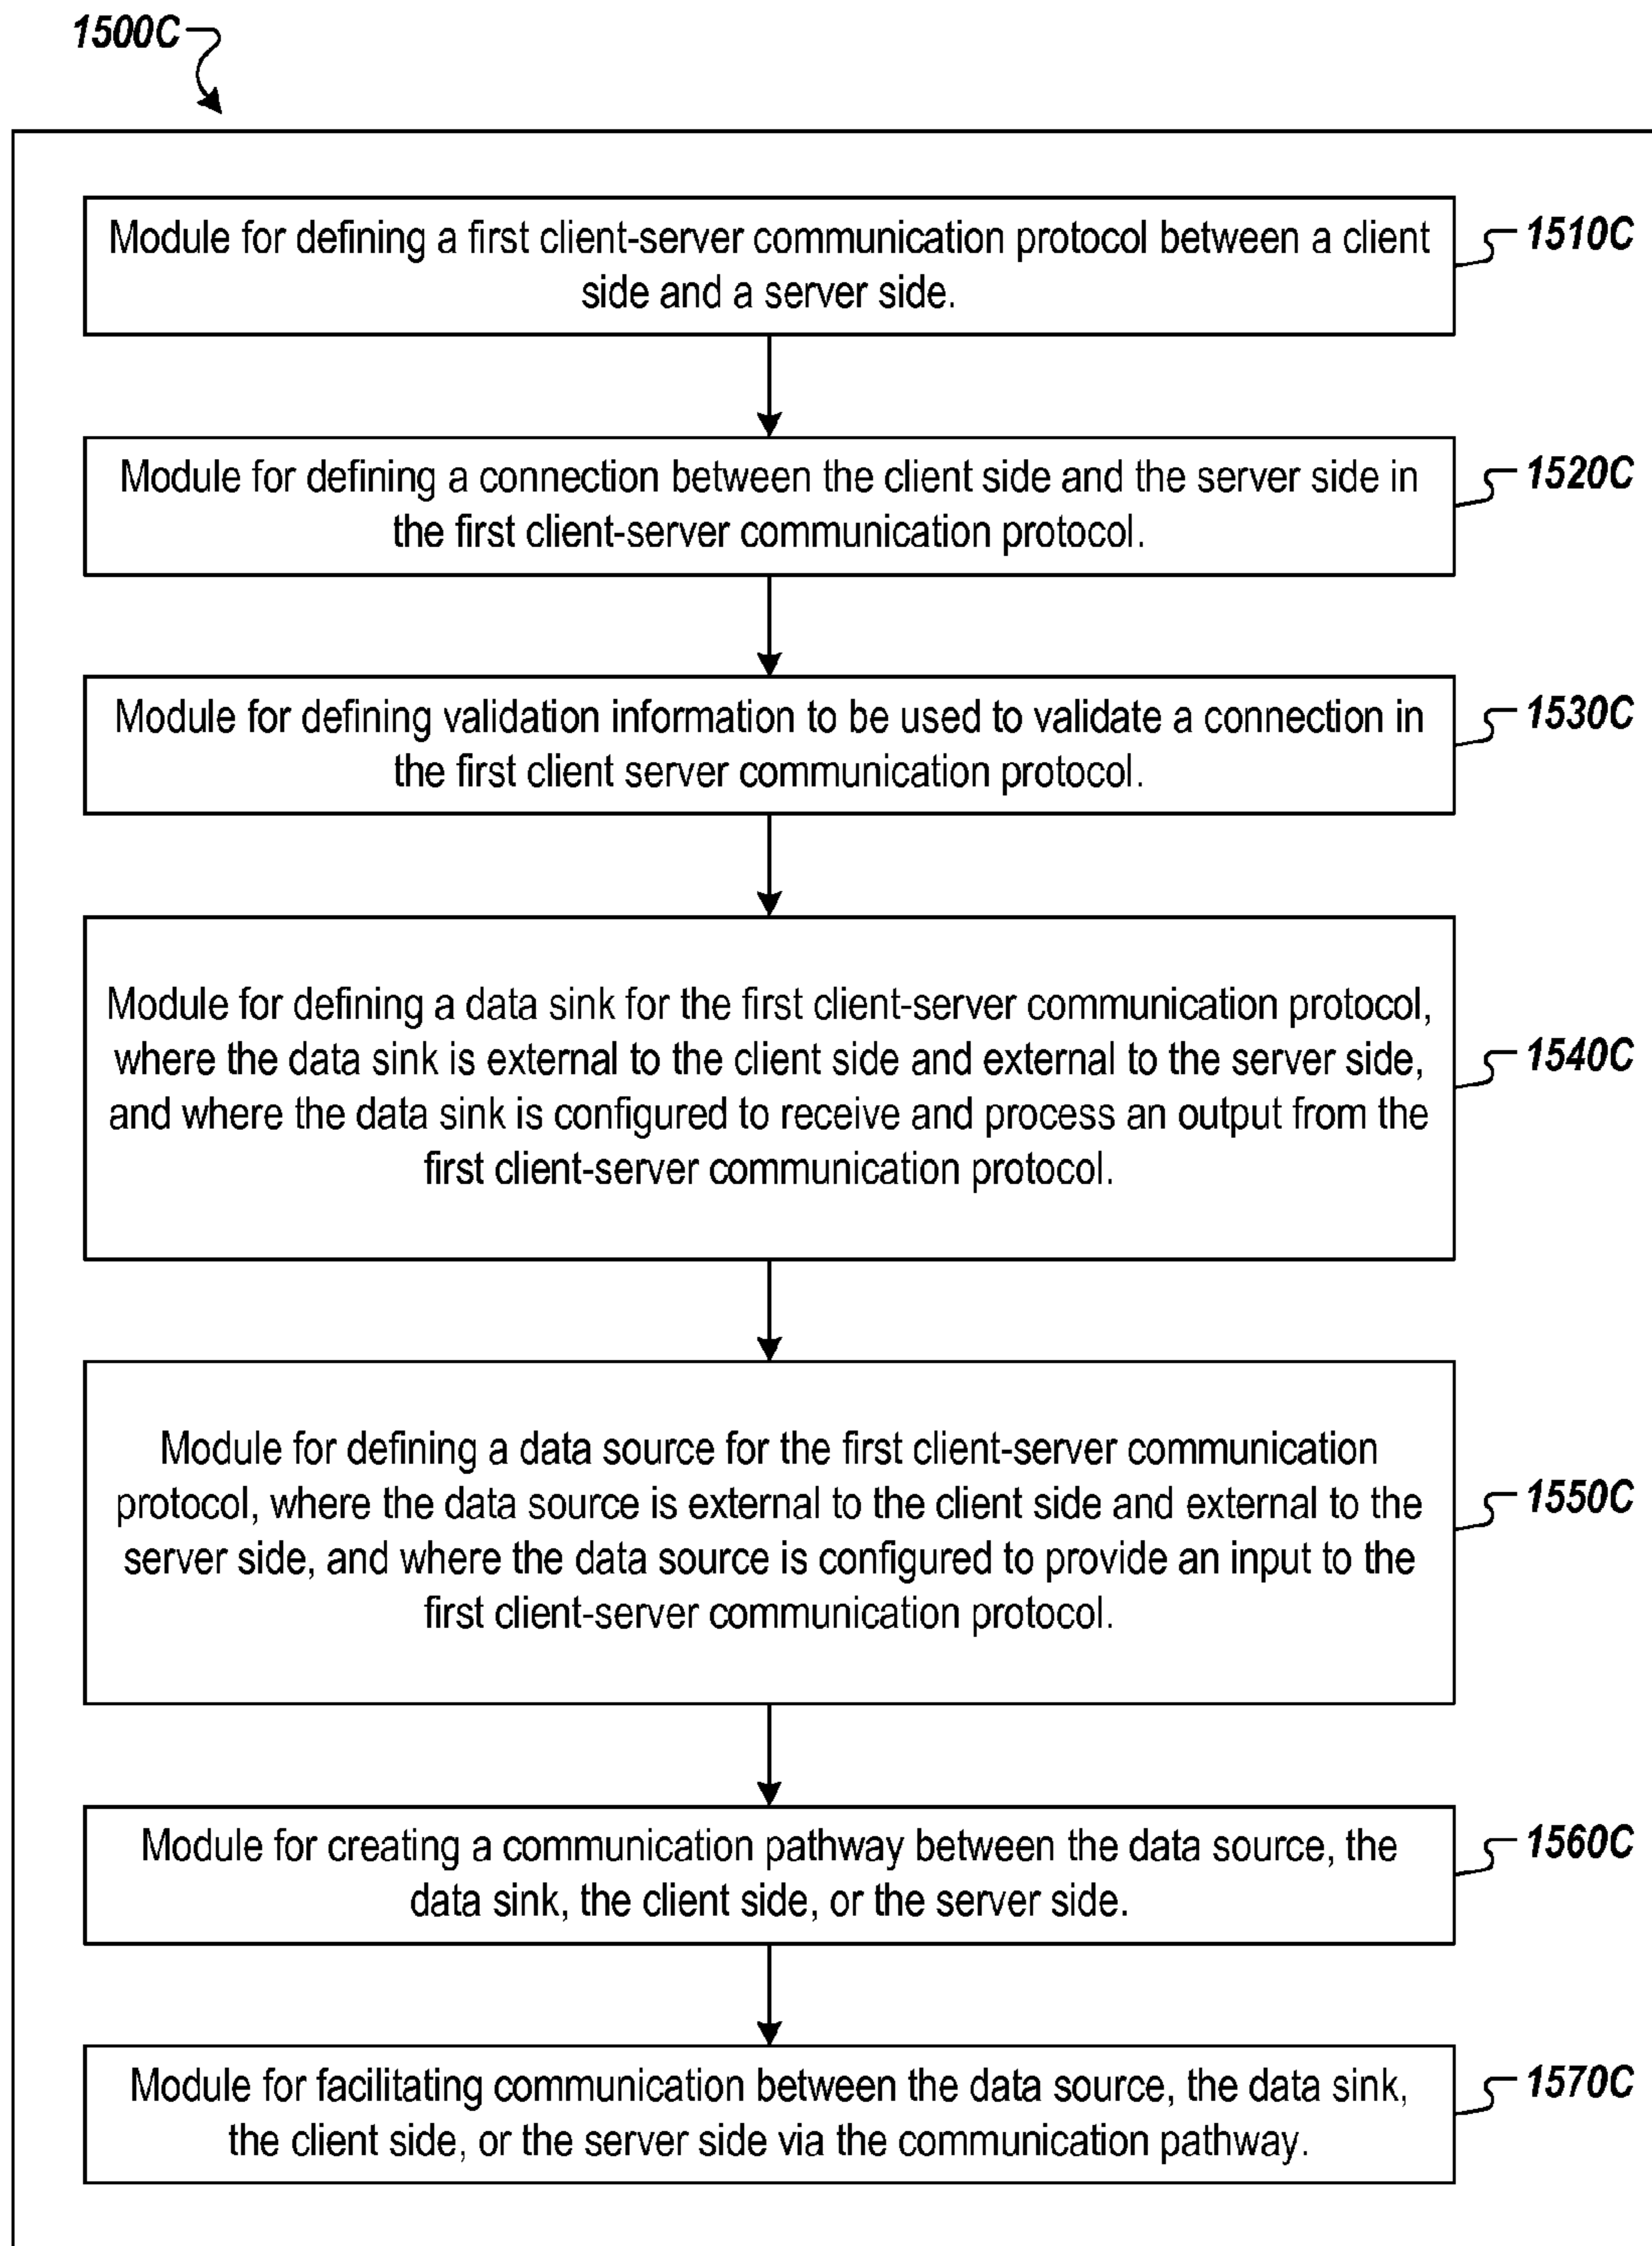 1500C
Module for defining a first client-server communication protocol between a client
side and a server side.
1510C
Module for defining a connection between the client side and the server side in
the first client-server communication protocol.
1520C
Module for defining validation information to be used to validate a connection in
the first client server communication protocol.
1530C
Module for defining a data sink for the first client-server communication protocol,
where the data sink is external to the client side and external to the server side,
and where the data sink is configured to receive and process an output from the
first client-server communication protocol.
1540C
Module for defining a data source for the first client-server communication
protocol, where the data source is external to the client side and external to the
server side, and where the data source is configured to provide an input to the
first client-server communication protocol.
1550C
Module for creating a communication pathway between the data source, the
data sink, the client side, or the server side.
1560C
Module for facilitating communication between the data source, the data sink,
the client side, or the server side via the communication pathway.
1570C